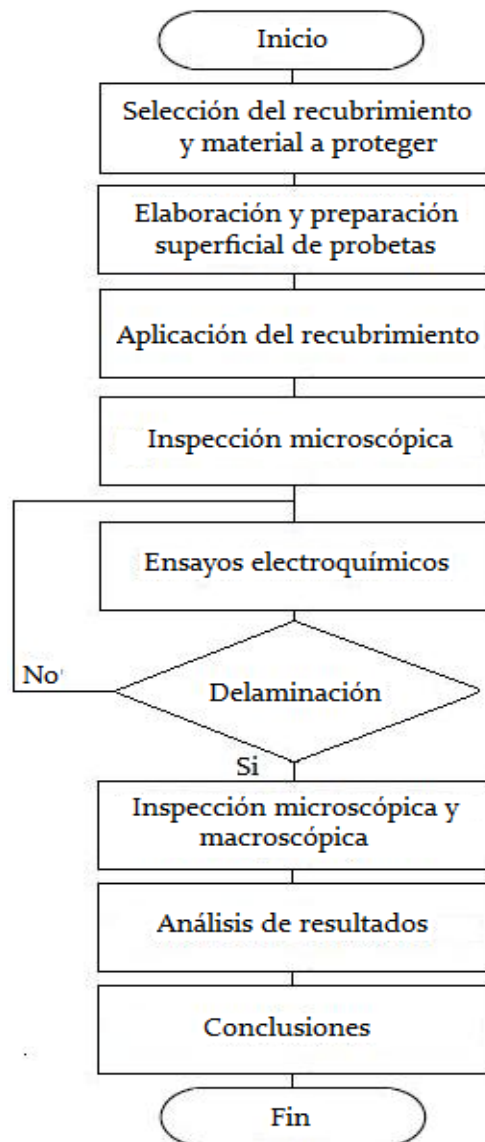 Inicio
Selección del recubrimiento
y material a proteger
Elaboración y preparación
superficial de probetas
Aplicación del recubrimiento
Inspección microscópica
Ensayos electroquímicos
No
Delaminación
Si
Inspección microscópica y
macroscópica
Análisis de resultados
Conclusiones
Fin